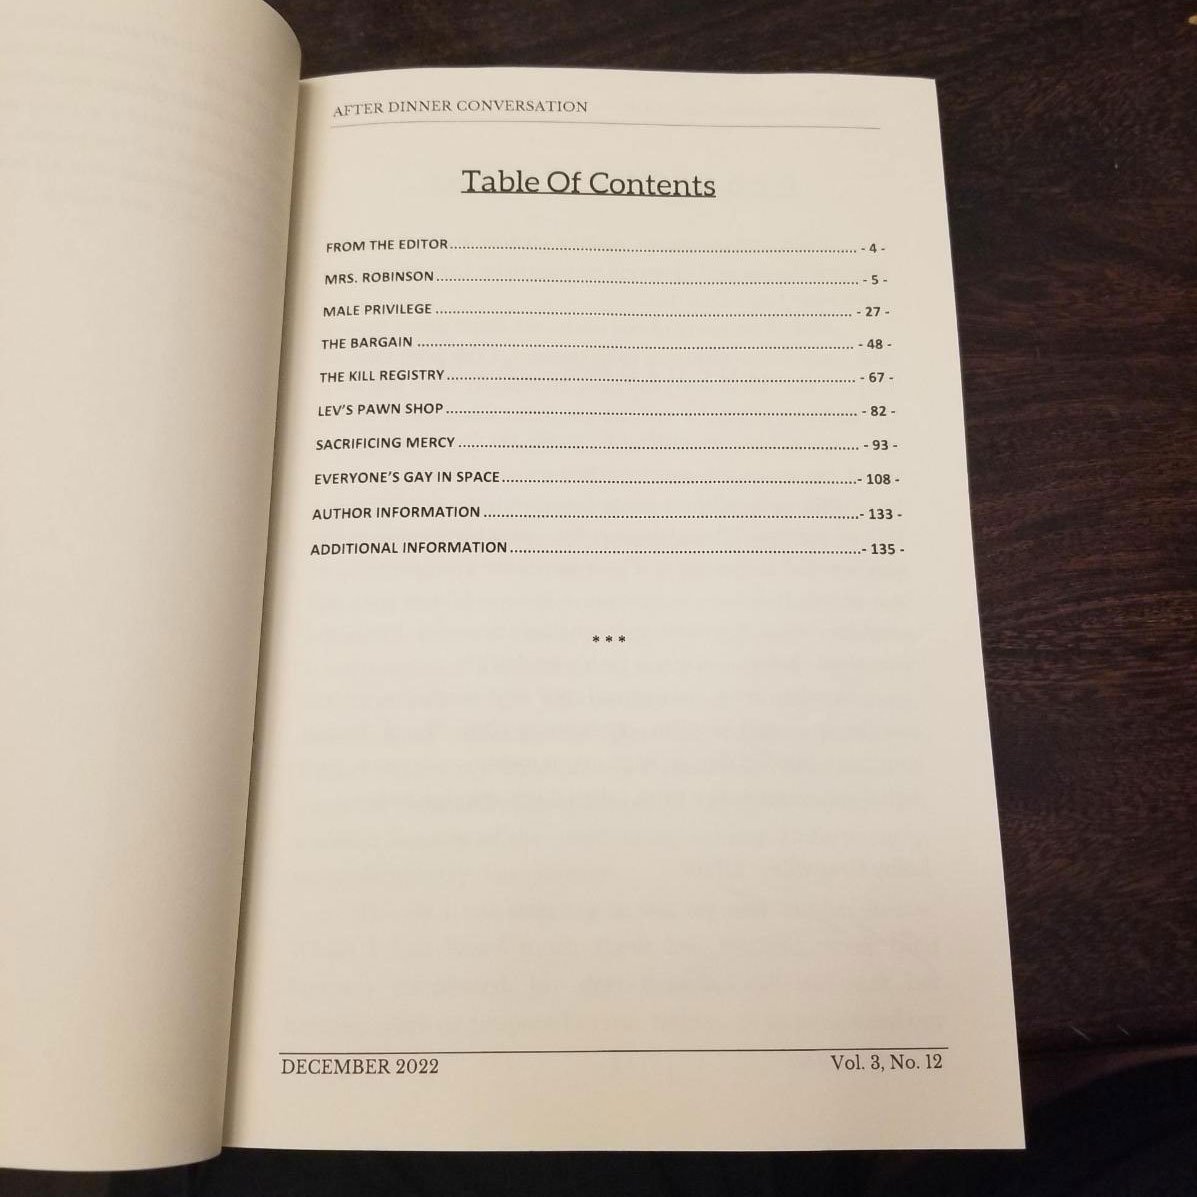 AFTER DINNER CONVERSATION
Table Of Contents
FROM THE EDITOR........................................................................ - 4 -
MRS. ROBINSON........................................................................ - 5 -
MALE PRIVILEGE ........................................................................ - 27 -
THE BARGAIN ........................................................................ - 48 -
THE KILL REGISTRY........................................................................ - 67 -
LEV'S PAWN SHOP........................................................................ - 82 -
SACRIFICING MERCY ........................................................................ - 93 -
EVERYONE'S GAY IN SPACE........................................................................- 108 -
AUTHOR INFORMATION ........................................................................- 133 -
ADDITIONAL INFORMATION........................................................................- 135 -
* * *
DECEMBER 2022 Vol. 3, No. 12